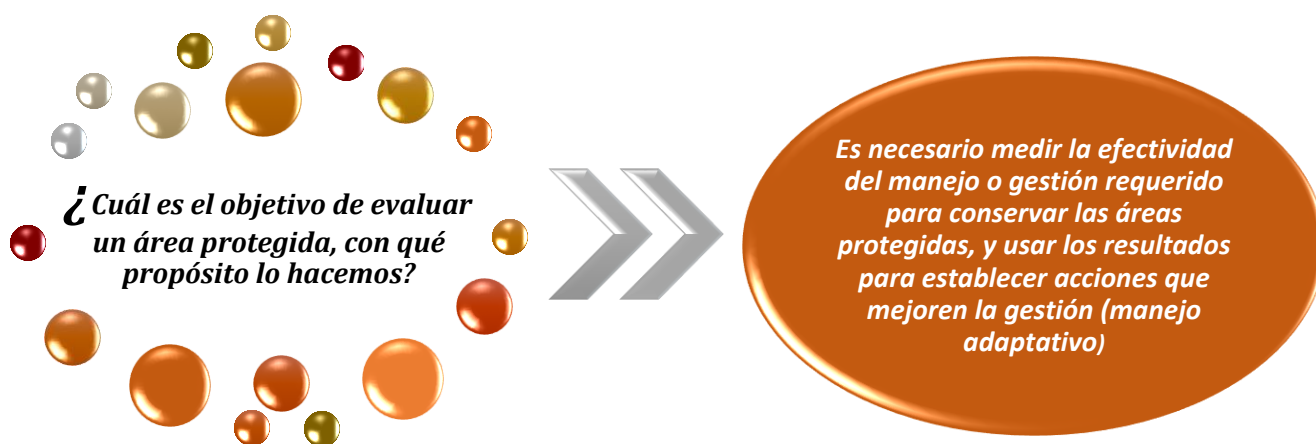 ¿Cuál es el objetivo de evaluar
un área protegida, con qué
propósito lo hacemos?
Es necesario medir la efectividad
del manejo o gestión requerido
para conservar las áreas
protegidas, y usar los resultados
para establecer acciones que
mejoren la gestión (manejo
adaptativo)